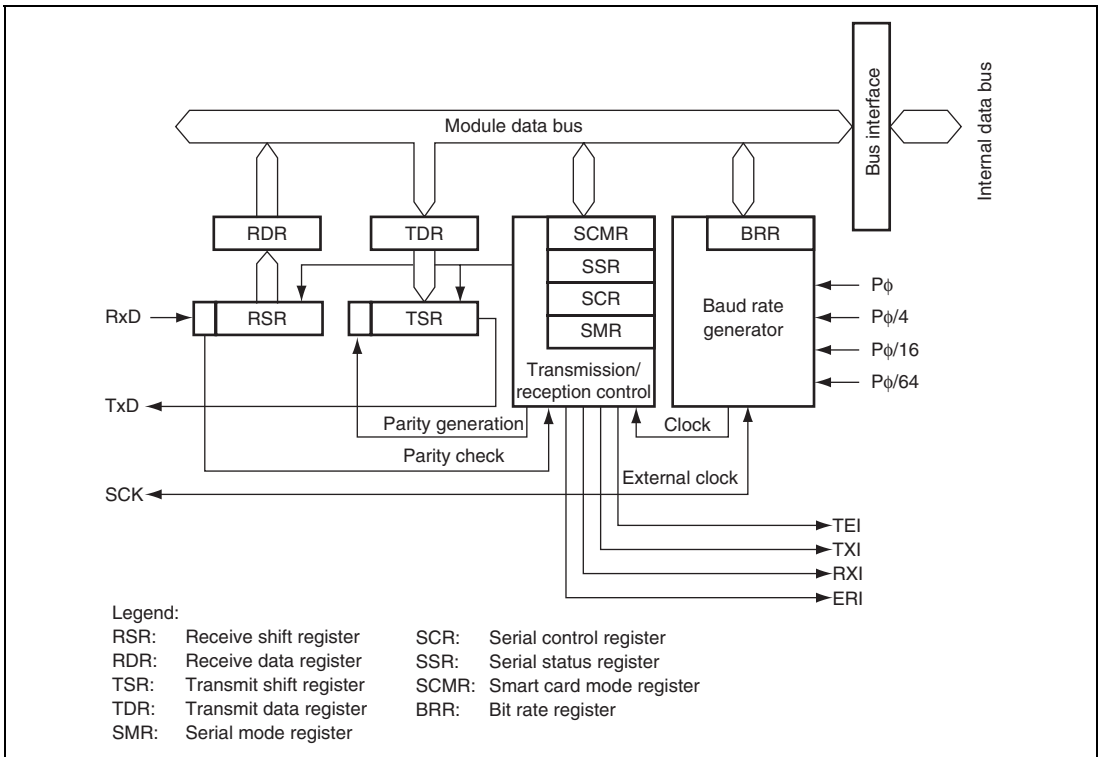 Module data bus
Bus interface
Internal data bus
RDR
TDR
SCMR
BRR
SSR
SCR
SMR
RxD
RSR
TSR
Baud rate
generator
Pϕ
Pϕ/4
Pϕ/16
Pϕ/64
Transmission/
reception control
TxD
Parity generation
Clock
Parity check
External clock
SCK
TEI
TXI
RXI
ERI
Legend:
RSR: Receive shift register
RDR: Receive data register
TSR: Transmit shift register
TDR: Transmit data register
SMR: Serial mode register
SCR: Serial control register
SSR: Serial status register
SCMR: Smart card mode register
BRR: Bit rate register